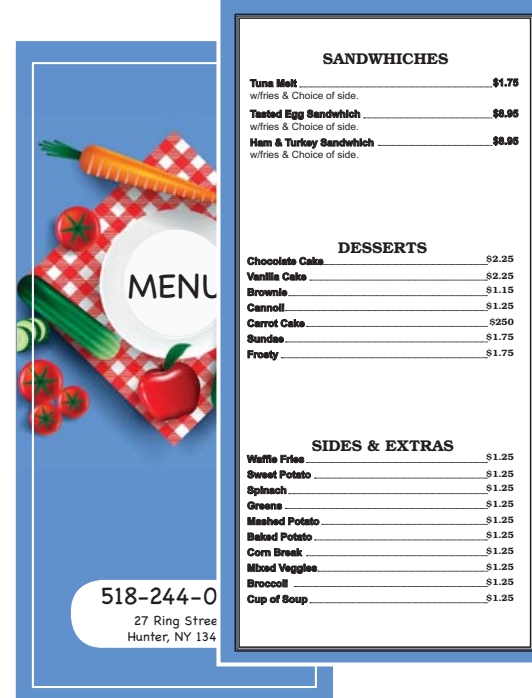 MENU
518-244-0
27 Ring Stree
Hunter, NY 134
SANDWHICHES
Tuna Melt $1.75
w/fries & Choice of side.
Tasted Egg Sandwhich $8.95
w/fries & Choice of side.
Ham & Turkey Sandwhich $8.95
w/fries & Choice of side.
DESSERTS
Chocolate Cake $2.25
Vanilla Cake $2.25
Brownie $1.15
Cannoli $1.25
Carrot Cake $250
Sundae $1.75
Frosty $1.75
SIDES & EXTRAS
Waffle Fries $1.25
Sweet Potato $1.25
Spinach $1.25
Greens $1.25
Mashed Potato $1.25
Baked Potato $1.25
Corn Break $1.25
Mixed Veggies $1.25
Broccoli $1.25
Cup of Soup $1.25